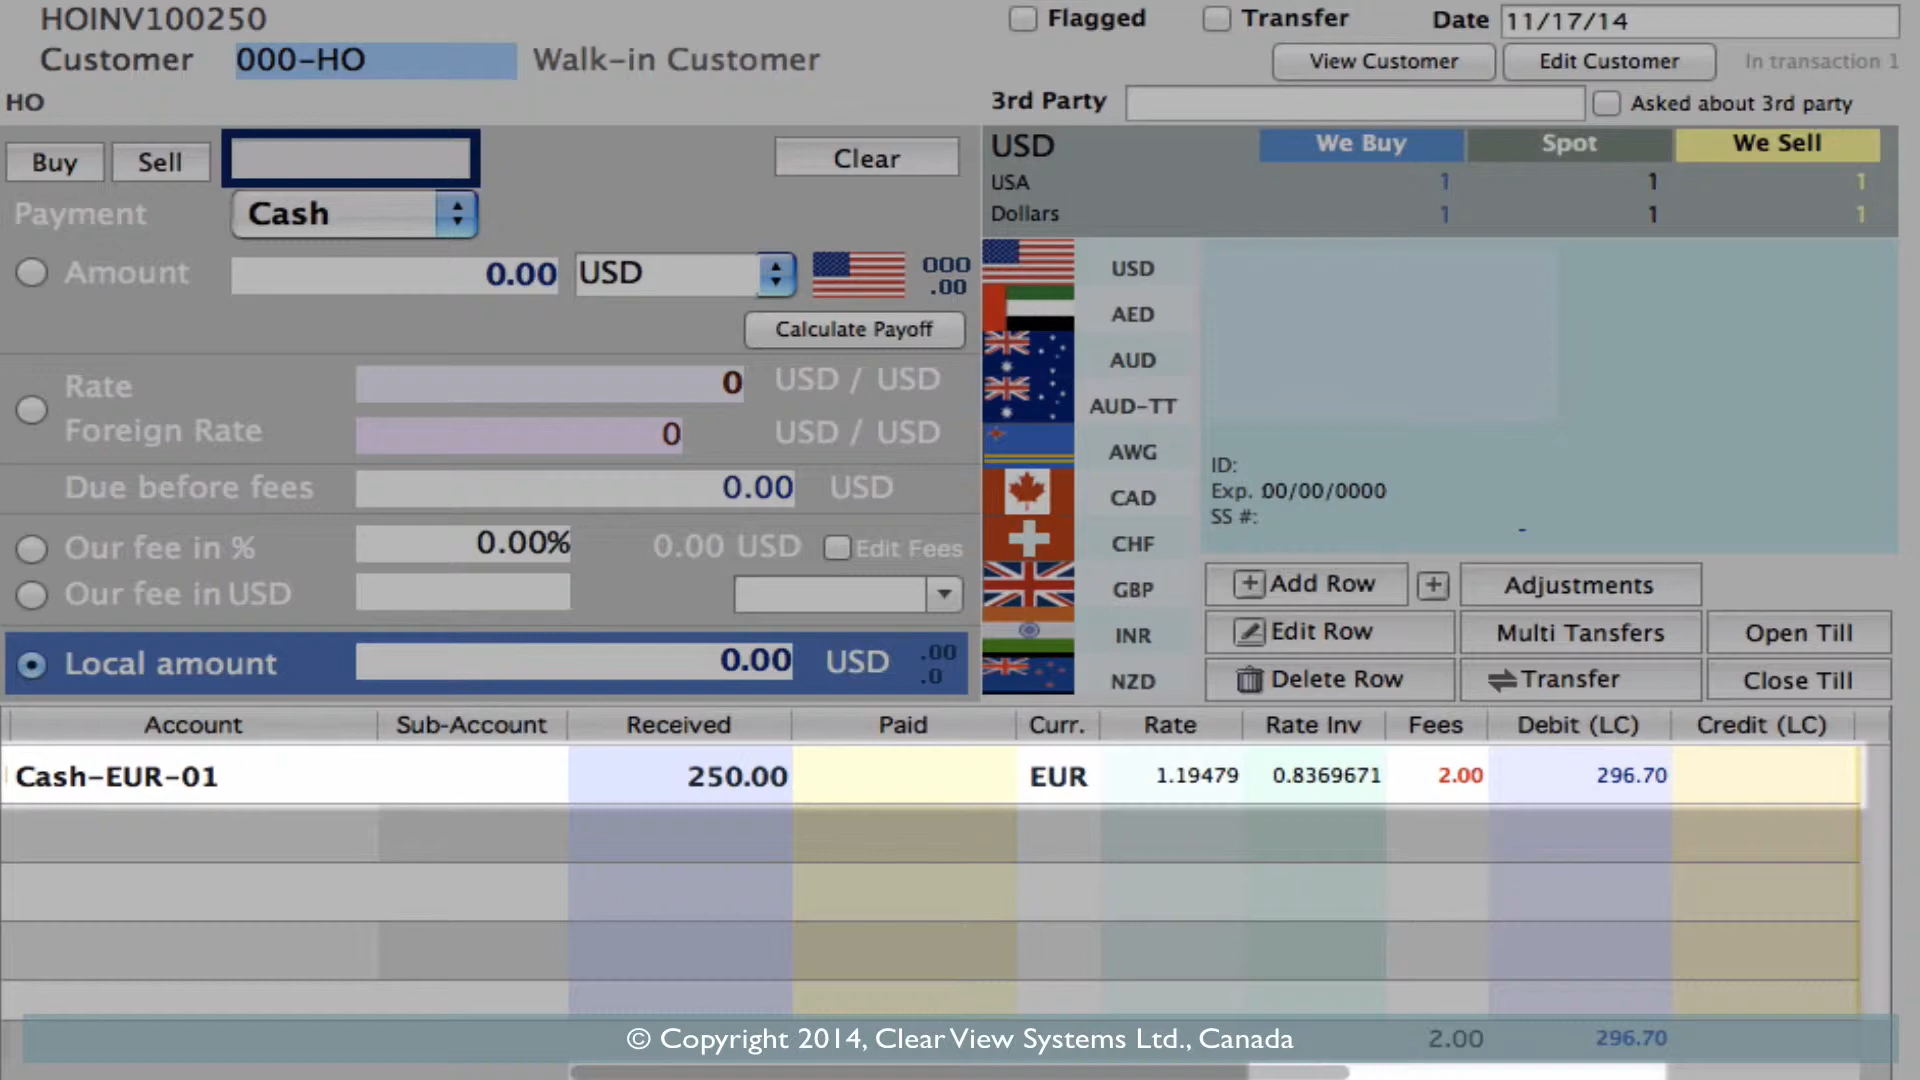 HOINV100250
Flagged Transfer Date 11/17/14
Customer 000-HO Walk-in Customer
View Customer Edit Customer In transaction 1
HO
3rd Party Asked about 3rd party
Buy Sell Clear
USD We Buy Spot We Sell
USA 1 1 1
Dollars 1 1 1
Payment Cash
Amount 0.00 USD 000
.00
Calculate Payoff
Rate 0 USD / USD
Foreign Rate 0 USD / USD
Due before fees 0.00 USD
Our fee in % 0.00% 0.00 USD Edit Fees
Our fee in USD
Local amount 0.00 USD .00
.0
USD
AED
AUD
AUD-TT
AWG
CAD
CHF
GBP
INR
NZD
ID:
Exp. 00/00/0000
SS #:
-
+ Add Row + Adjustments
Edit Row Multi Tansfers Open Till
Delete Row Transfer Close Till
Account Sub-Account Received Paid Curr. Rate Rate Inv Fees Debit (LC) Credit (LC)
Cash-EUR-01 250.00 EUR 1.19479 0.8369671 2.00 296.70
© Copyright 2014, Clear View Systems Ltd., Canada 2.00 296.70